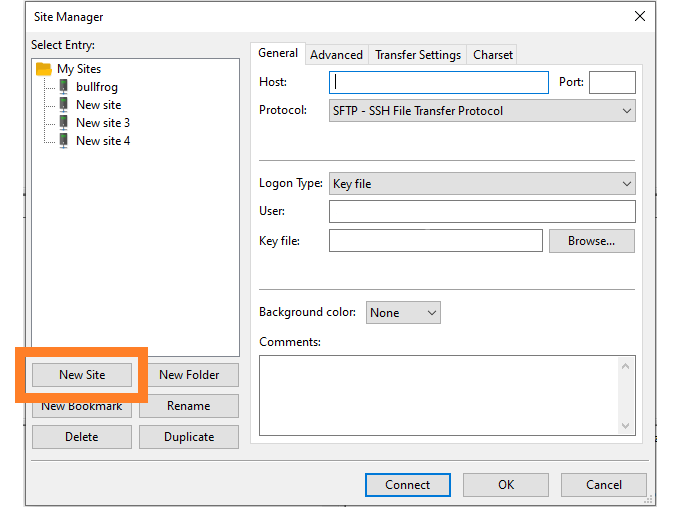 Site Manager
Select Entry:
My Sites
bullfrog
New site
New site 3
New site 4
New Site
New Folder
New Bookmark
Rename
Delete
Duplicate
General
Advanced
Transfer Settings
Charset
Host:
Port:
Protocol:
SFTP - SSH File Transfer Protocol
Logon Type:
Key file
User:
Key file:
Browse...
Background color:
None
Comments:
Connect
OK
Cancel